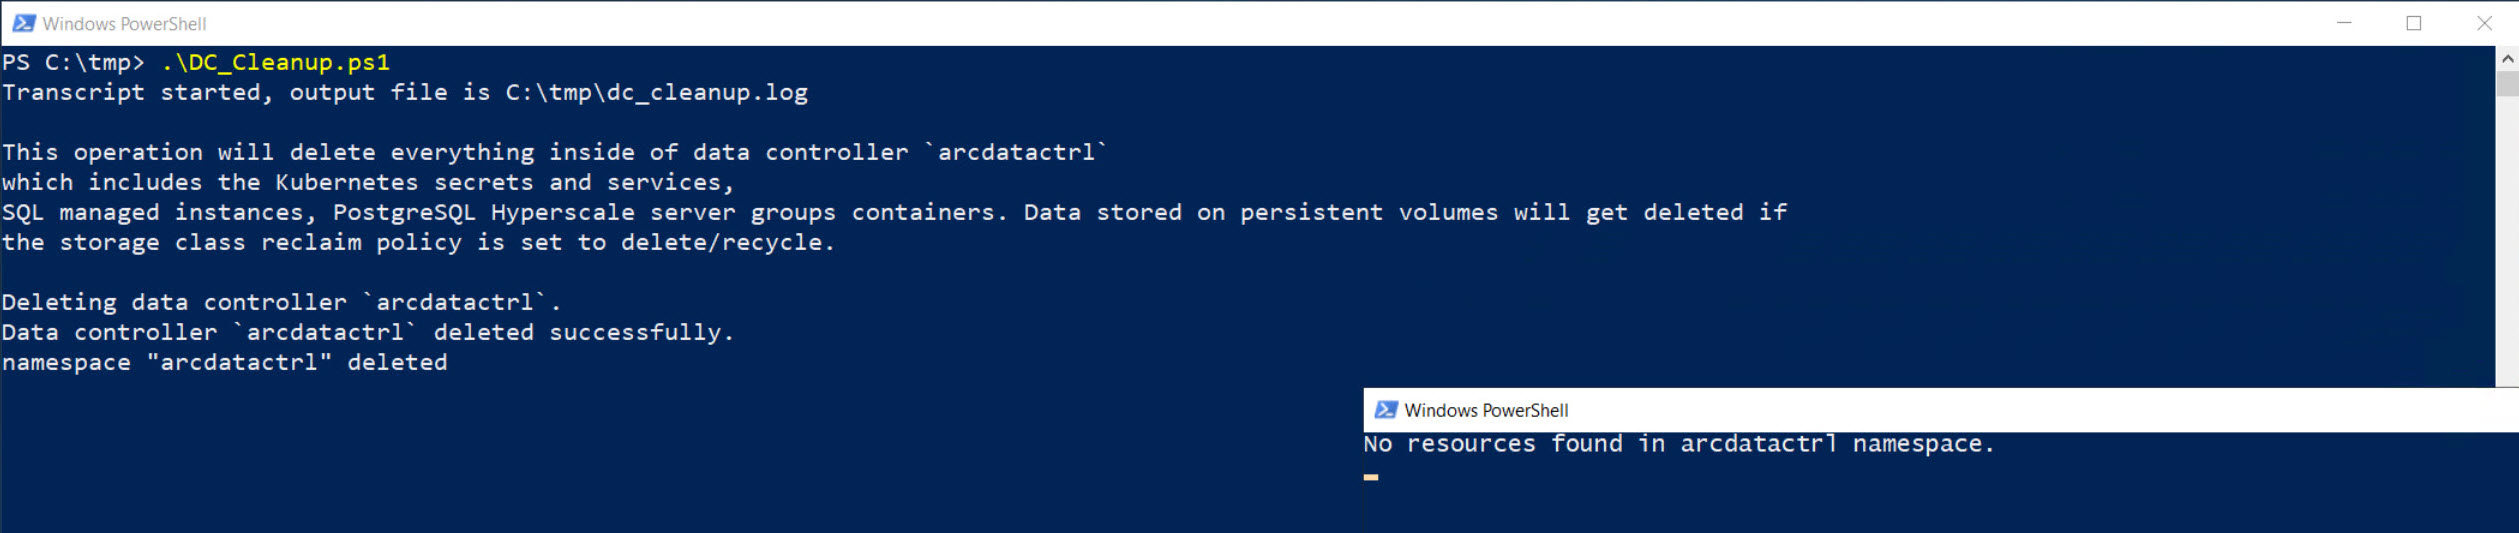 Windows PowerShell
PS C:\tmp> .\DC_Cleanup.ps1
Transcript started, output file is C:\tmp\dc_cleanup.log
This operation will delete everything inside of data controller `arcdatactrl`
which includes the Kubernetes secrets and services,
SQL managed instances, PostgreSQL Hyperscale server groups containers. Data stored on persistent volumes will get deleted if
the storage class reclaim policy is set to delete/recycle.
Deleting data controller `arcdatactrl`.
Data controller `arcdatactrl` deleted successfully.
namespace "arcdatactrl" deleted
Windows PowerShell
No resources found in arcdatactrl namespace.